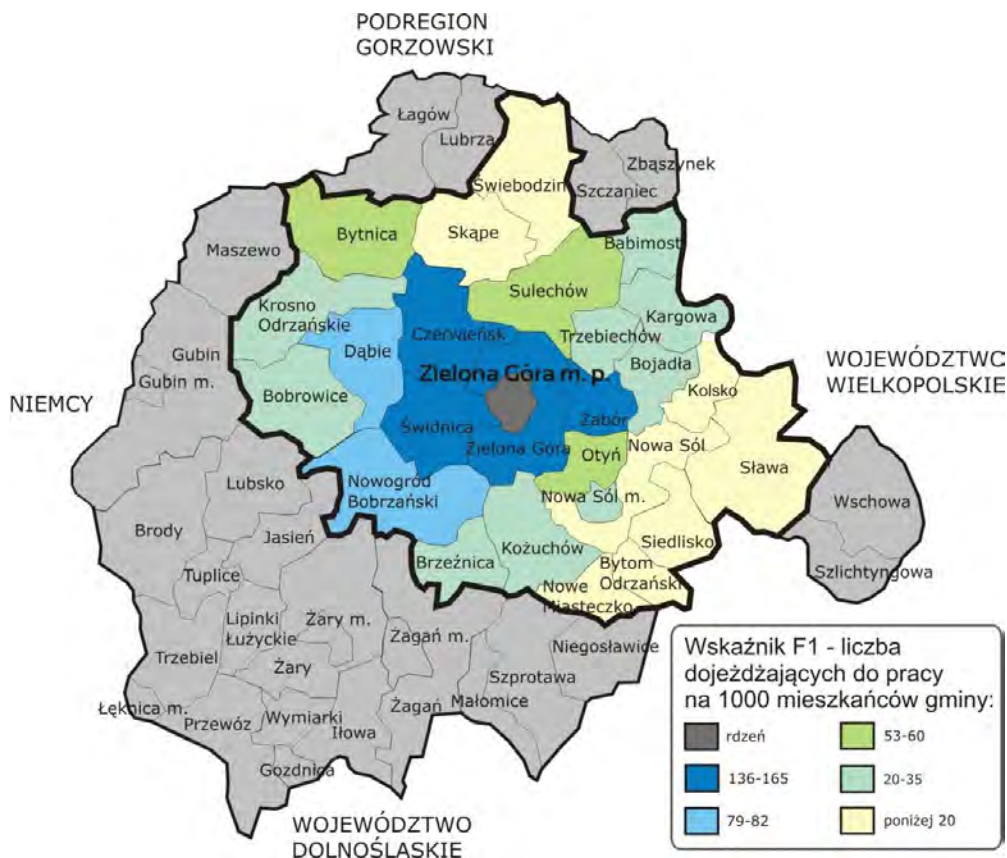 PODREGION
GORZOWSKI
Łagów
Lubrza
Zbąszynek
Świebodzin
Szczaniec
Bytnica
Skąpe
Babimost
Maszewo
Sulechów
Krosno
Odrzańskie
Kargowa
Czerwieńsk
Trzebiechów
Gubin
Dąbie
Bojadła
WOJEWÓDZTWC
WIELKOPOLSKIE
Zielona Góra m. p.
Gubin m.
NIEMCY
Bobrowice
Kolsko
Zabór
Świdnica
Zielona Góra
Otyń
Nowa Sól
Sława
Lubsko
Nowogród
Bobrzański
Nowa Sól m.
Wschowa
Brody
Jasień
Siedlisko
Brzeźnica
Kożuchów
Bytom
Odrzański
Tuplice
Szlichtyngowa
Nowe
Miasteczko
Lipinki
Łużyckie
Żary m.
Żagań m.
Niegosławice
Trzebiel
Żary
Szprotawa
Łęknica m.
Przewóz
Wymiarki
Iłowa
Żagań
Małomice
Gozdnica
WOJEWÓDZTWO
DOLNOŚLĄSKIE
Wskaźnik F1 - liczba
dojeżdżających do pracy
na 1000 mieszkańców gminy:
rdzeń
53-60
136-165
20-35
79-82
poniżej 20